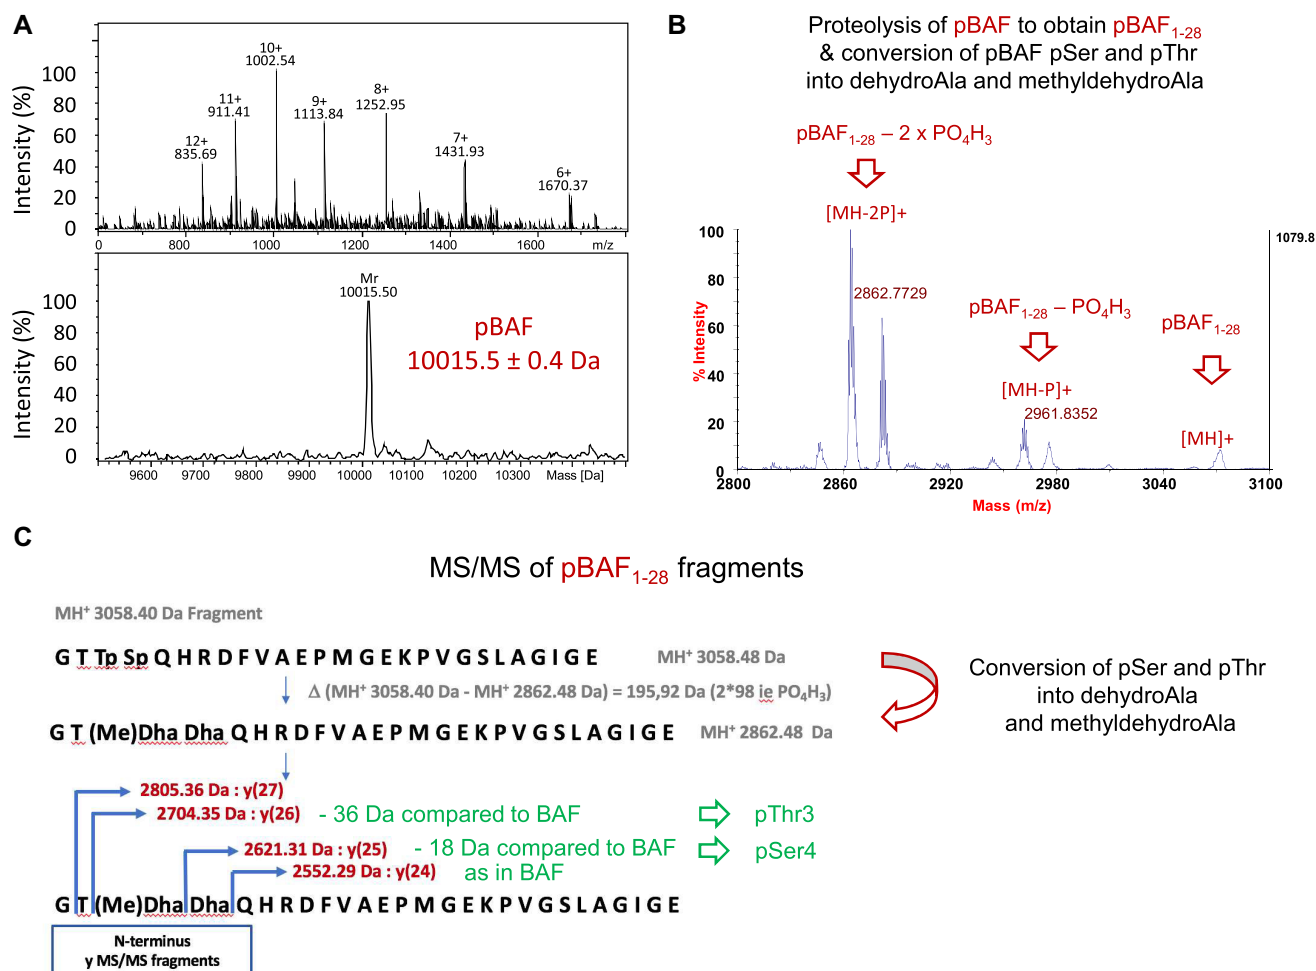 A
Intensity (%)
100
80
60
40
20
0
12+
835.69
11+
911.41
10+
1002.54
9+
1113.84
8+
1252.95
7+
1431.93
6+
1670.37
0 800 1000 1200 1400 1600 m/z
Intensity (%)
100
80
60
40
20
0
Mr
10015.50
pBAF
10015.5 ± 0.4 Da
9600 9700 9800 9900 10000 10100 10200 10300 Mass [Da]
B
Proteolysis of pBAF to obtain pBAF1-28
& conversion of pBAF pSer and pThr
into dehydroAla and methyldehydroAla
pBAF1-28 – 2 x PO4H3
[MH-2P]+
2862.7729
pBAF1-28 – PO4H3
[MH-P]+
2961.8352
pBAF1-28
[MH]+
1079.8
% Intensity
100
80
60
40
20
0
2800 2860 2920 2980 3040 3100
Mass (m/z)
C
MS/MS of pBAF1-28 fragments
MH+ 3058.40 Da Fragment
G T Tp Sp Q H R D F V A E P M G E K P V G S L A G I G E MH+ 3058.48 Da
Δ (MH+ 3058.40 Da - MH+ 2862.48 Da) = 195,92 Da (2*98 ie PO4H3)
G T (Me)Dha Dha Q H R D F V A E P M G E K P V G S L A G I G E MH+ 2862.48 Da
Conversion of pSer and pThr
into dehydroAla
and methyldehydroAla
2805.36 Da : y(27)
2704.35 Da : y(26) - 36 Da compared to BAF pThr3
2621.31 Da : y(25) - 18 Da compared to BAF pSer4
2552.29 Da : y(24) as in BAF
G T (Me)Dha Dha Q H R D F V A E P M G E K P V G S L A G I G E
N-terminus
y MS/MS fragments